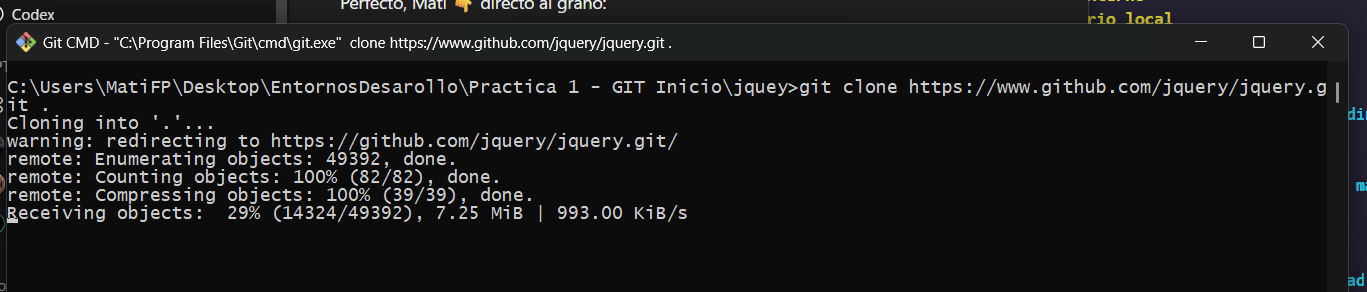 Codex
Perfecto, Mati 👇 directo al grano:
rio local
Git CMD - "C:\Program Files\Git\cmd\git.exe" clone https://www.github.com/jquery/jquery.git .
C:\Users\MatiFP\Desktop\EntornosDesarollo\Practica 1 - GIT Inicio\jquey>git clone https://www.github.com/jquery/jquery.g
it .
Cloning into '.'...
warning: redirecting to https://github.com/jquery/jquery.git/
remote: Enumerating objects: 49392, done.
remote: Counting objects: 100% (82/82), done.
remote: Compressing objects: 100% (39/39), done.
Receiving objects:  29% (14324/49392), 7.25 MiB | 993.00 KiB/s